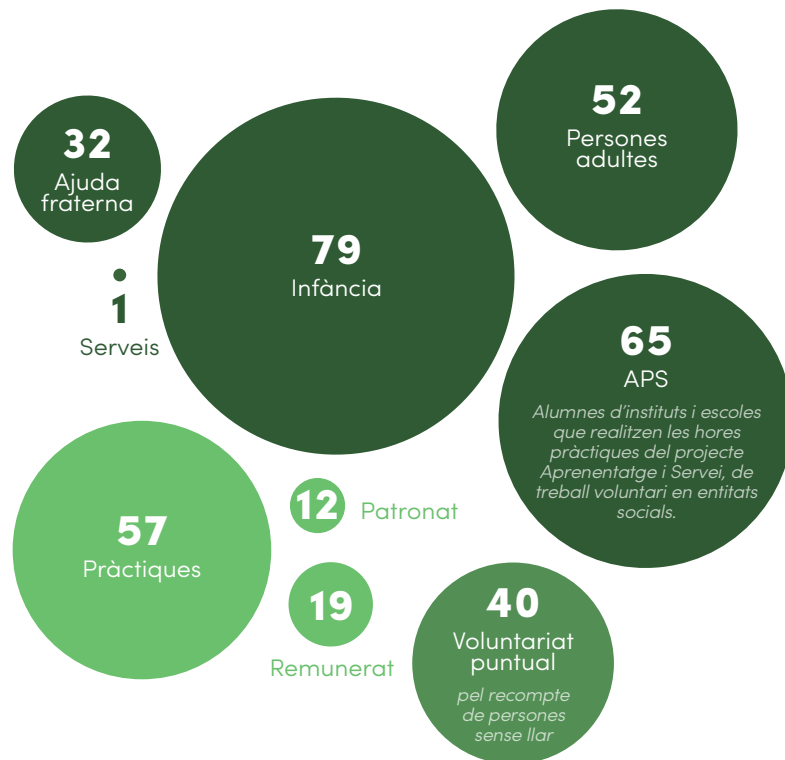 52
Persones
adultes
32
Ajuda
fraterna
79
Infància
1
Serveis
65
APS
Alumnes d'instituts i escoles
que realitzen les hores
pràctiques del projecte
Aprenentatge i Servei, de
treball voluntari en entitats
socials.
12 Patronat
57
Pràctiques
19
Remunerat
40
Voluntariat
puntual
pel recompte
de persones
sense llar